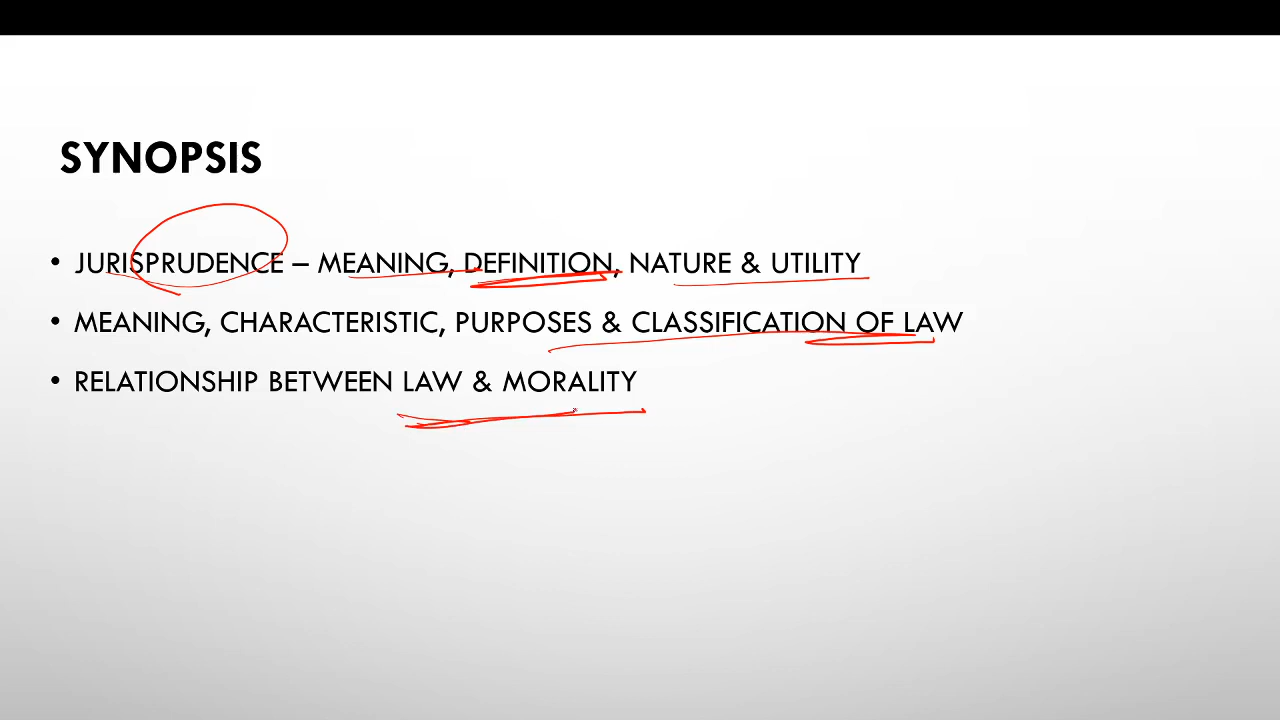 SYNOPSIS
• JURISPRUDENCE – MEANING, DEFINITION, NATURE & UTILITY
• MEANING, CHARACTERISTIC, PURPOSES & CLASSIFICATION OF LAW
• RELATIONSHIP BETWEEN LAW & MORALITY